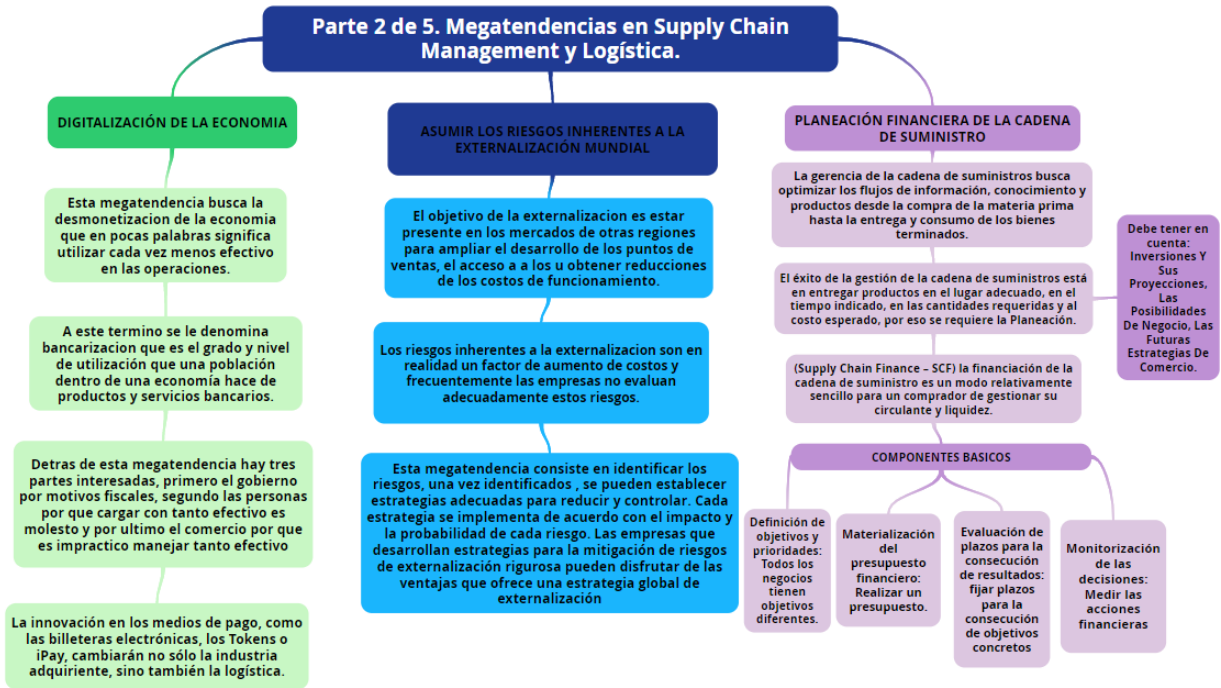 Parte 2 de 5. Megatendencias en Supply Chain
Management y Logística.
DIGITALIZACIÓN DE LA ECONOMIA
Esta megatendencia busca la
desmonetizacion de la economia
que en pocas palabras significa
utilizar cada vez menos efectivo
en las operaciones.
A este termino se le denomina
bancarizacion que es el grado y nivel
de utilización que una población
dentro de una economía hace de
productos y servicios bancarios.
Detras de esta megatendencia hay tres
partes interesadas, primero el gobierno
por motivos fiscales, segundo las personas
por que cargar con tanto efectivo es
molesto y por ultimo el comercio por que
es impractico manejar tanto efectivo
La innovación en los medios de pago, como
las billeteras electrónicas, los Tokens o
iPay, cambiarán no sólo la industria
adquiriente, sino también la logística.
ASUMIR LOS RIESGOS INHERENTES A LA
EXTERNALIZACIÓN MUNDIAL
El objetivo de la externalizacion es estar
presente en los mercados de otras regiones
para ampliar el desarrollo de los puntos de
ventas, el acceso a a los u obtener reducciones
de los costos de funcionamiento.
Los riesgos inherentes a la externalizacion son en
realidad un factor de aumento de costos y
frecuentemente las empresas no evaluan
adecuadamente estos riesgos.
Esta megatendencia consiste en identificar los
riesgos, una vez identificados , se pueden establecer
estrategias adecuadas para reducir y controlar. Cada
estrategia se implementa de acuerdo con el impacto y
la probabilidad de cada riesgo. Las empresas que
desarrollan estrategias para la mitigación de riesgos
de externalización rigurosa pueden disfrutar de las
ventajas que ofrece una estrategia global de
externalización
PLANEACIÓN FINANCIERA DE LA CADENA
DE SUMINISTRO
La gerencia de la cadena de suministros busca
optimizar los flujos de información, conocimiento y
productos desde la compra de la materia prima
hasta la entrega y consumo de los bienes
terminados.
El éxito de la gestión de la cadena de suministros está
en entregar productos en el lugar adecuado, en el
tiempo indicado, en las cantidades requeridas y al
costo esperado, por eso se requiere la Planeación.
Debe tener en
cuenta:
Inversiones Y
Sus
Proyecciones,
Las
Posibilidades
De Negocio, Las
Futuras
Estrategias De
Comercio.
(Supply Chain Finance – SCF) la financiación de la
cadena de suministro es un modo relativamente
sencillo para un comprador de gestionar su
circulante y liquidez.
COMPONENTES BASICOS
Definición de
objetivos y
prioridades:
Todos los
negocios
tienen
objetivos
diferentes.
Materialización
del
presupuesto
financiero:
Realizar un
presupuesto.
Evaluación de
plazos para la
consecución
de resultados:
fijar plazos
para la
consecución
de objetivos
concretos
Monitorización
de las
decisiones:
Medir las
acciones
financieras